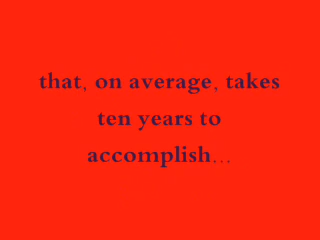 that, on average, takes
ten years to
accomplish...